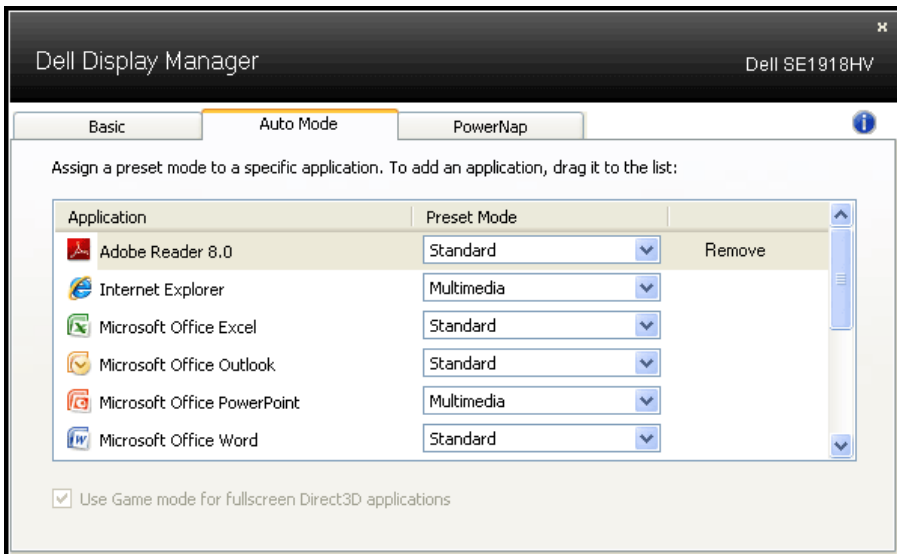 Dell Display Manager
Dell SE1918HV
Basic Auto Mode PowerNap
Assign a preset mode to a specific application. To add an application, drag it to the list:
Application Preset Mode
Adobe Reader 8.0 Standard Remove
Internet Explorer Multimedia
Microsoft Office Excel Standard
Microsoft Office Outlook Standard
Microsoft Office PowerPoint Multimedia
Microsoft Office Word Standard
Use Game mode for fullscreen Direct3D applications